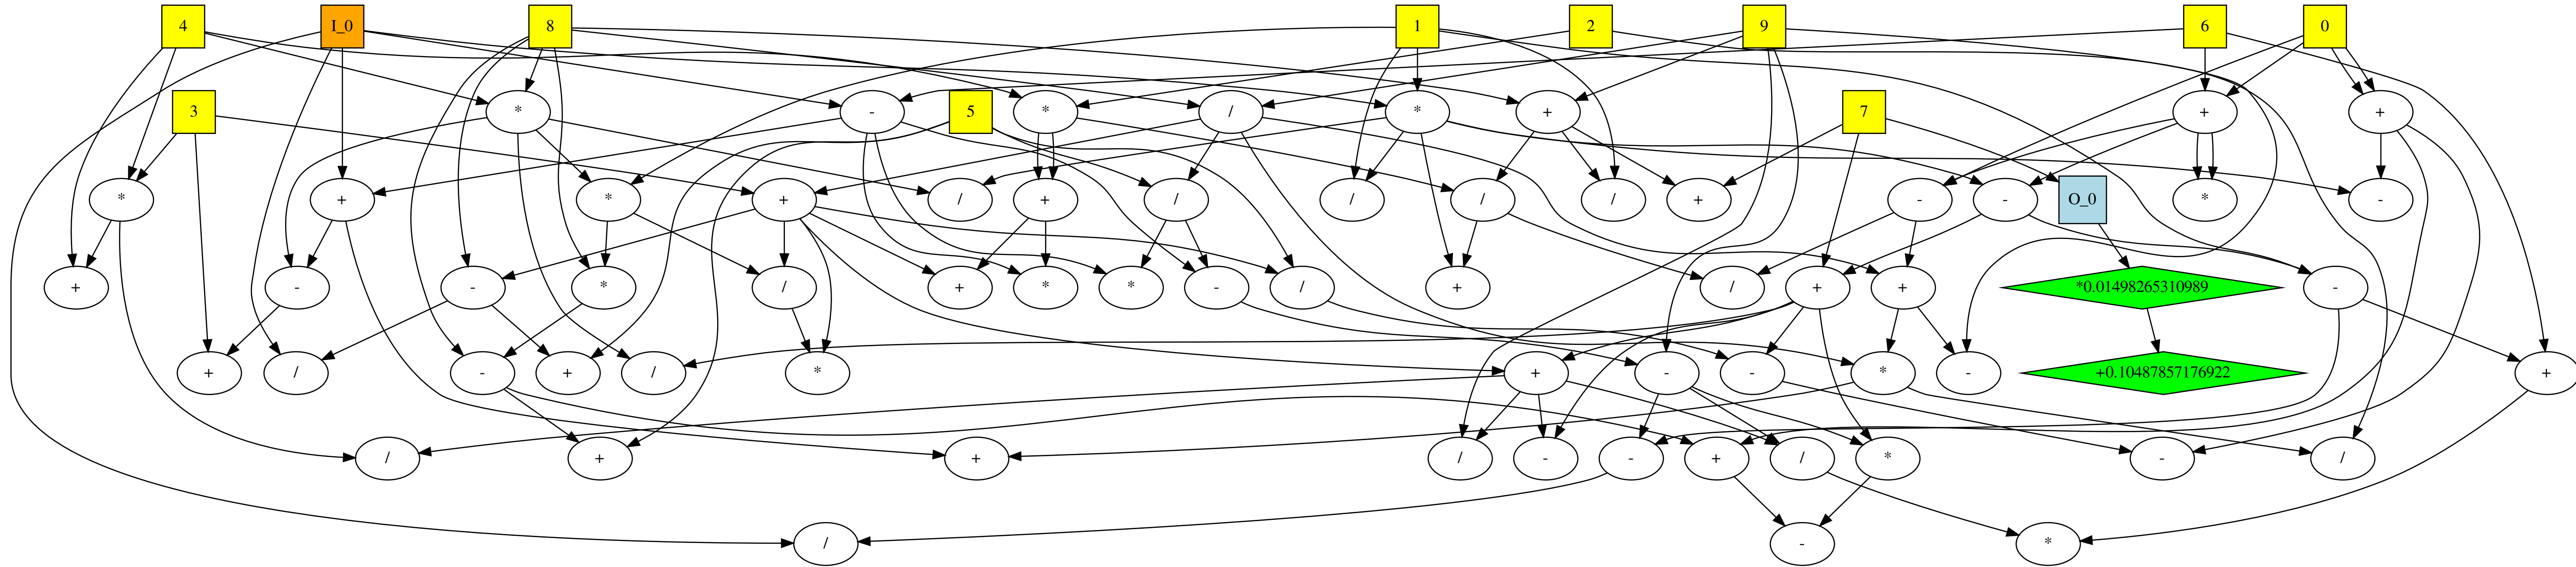 4 I_0 8 1 2 9 6 0
* - 5 * / * + 7 + +
3
* + * + / + / / / + - - O_0 * -
+ - - * / + * * - / + / + + *0.01498265310989 -
+ / - + / * + - - * - +0.10487857176922 +
/ + + / - - + / * - /
/ - *